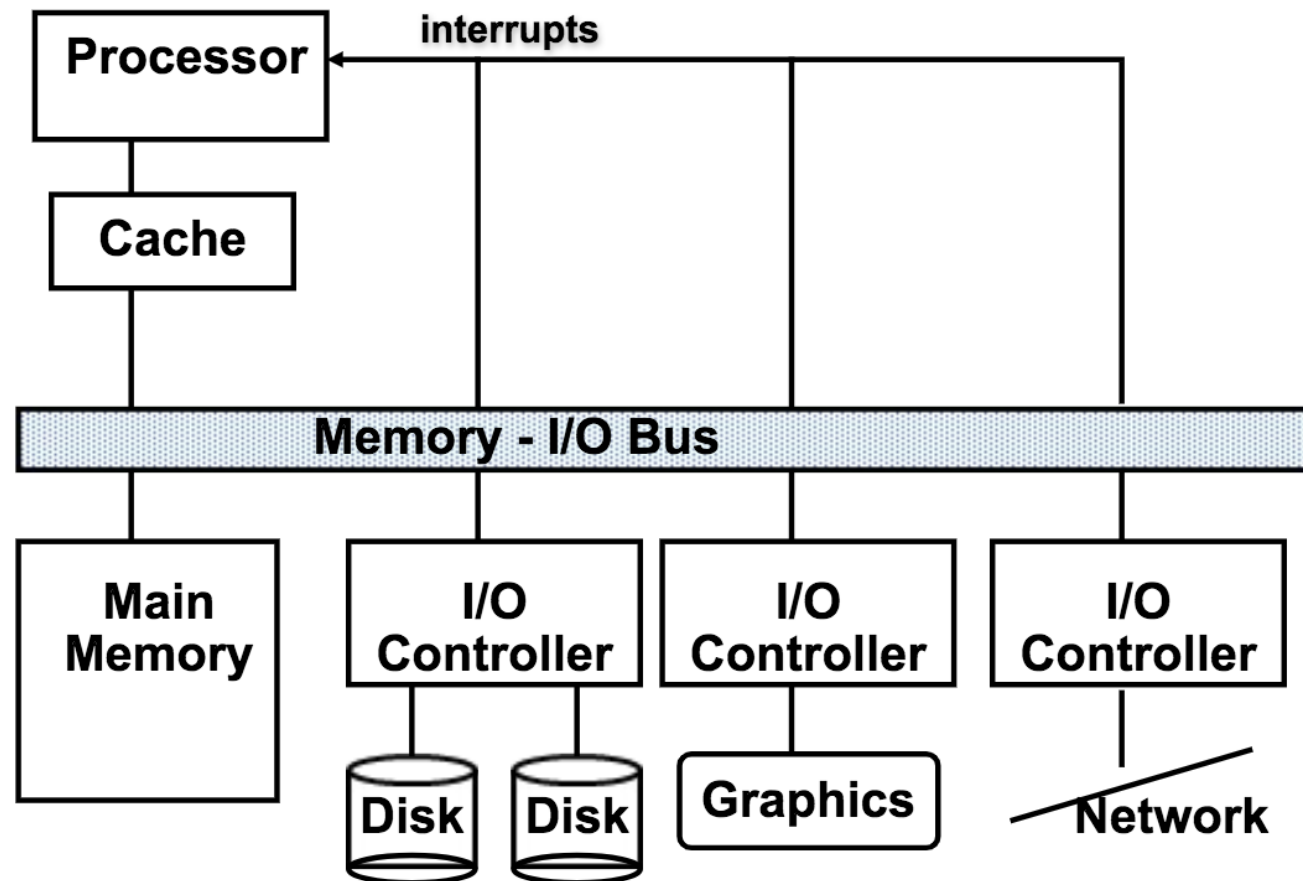 interrupts
Processor
Cache
Memory - I/O Bus
Main
Memory
I/O
Controller
I/O
Controller
I/O
Controller
Disk
Disk
Graphics
Network